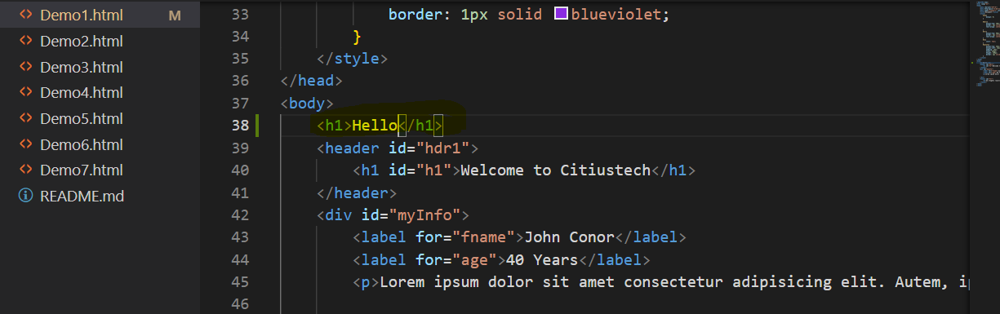 Demo1.html M
Demo2.html
Demo3.html
Demo4.html
Demo5.html
Demo6.html
Demo7.html
README.md
33 border: 1px solid blueviolet;
34 }
35 </style>
36 </head>
37 <body>
38 <h1>Hello</h1>
39 <header id="hdr1">
40 <h1 id="h1">Welcome to Citiustech</h1>
41 </header>
42 <div id="myInfo">
43 <label for="fname">John Conor</label>
44 <label for="age">40 Years</label>
45 <p>Lorem ipsum dolor sit amet consectetur adipisicing elit. Autem, ip
46